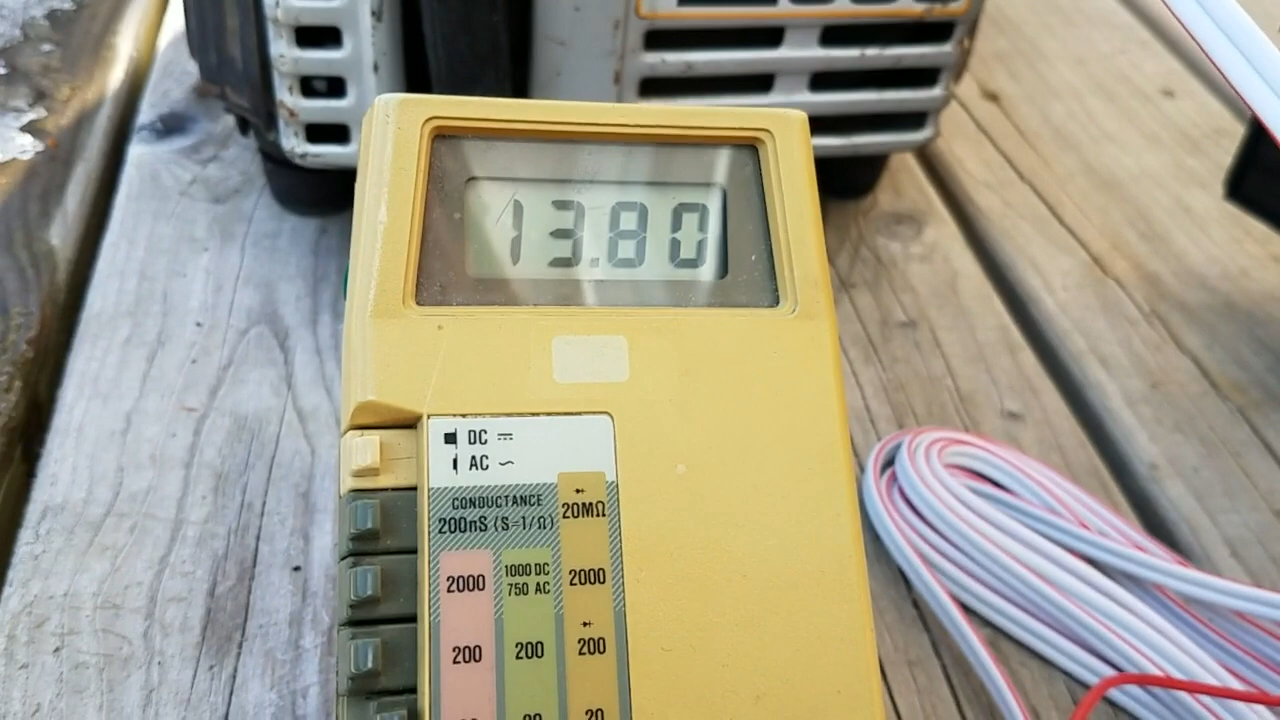 13.80
DC
AC
CONDUCTANCE
200nS (S=1/Ω)
20MΩ
2000
1000 DC
750 AC
2000
200
200
200
20